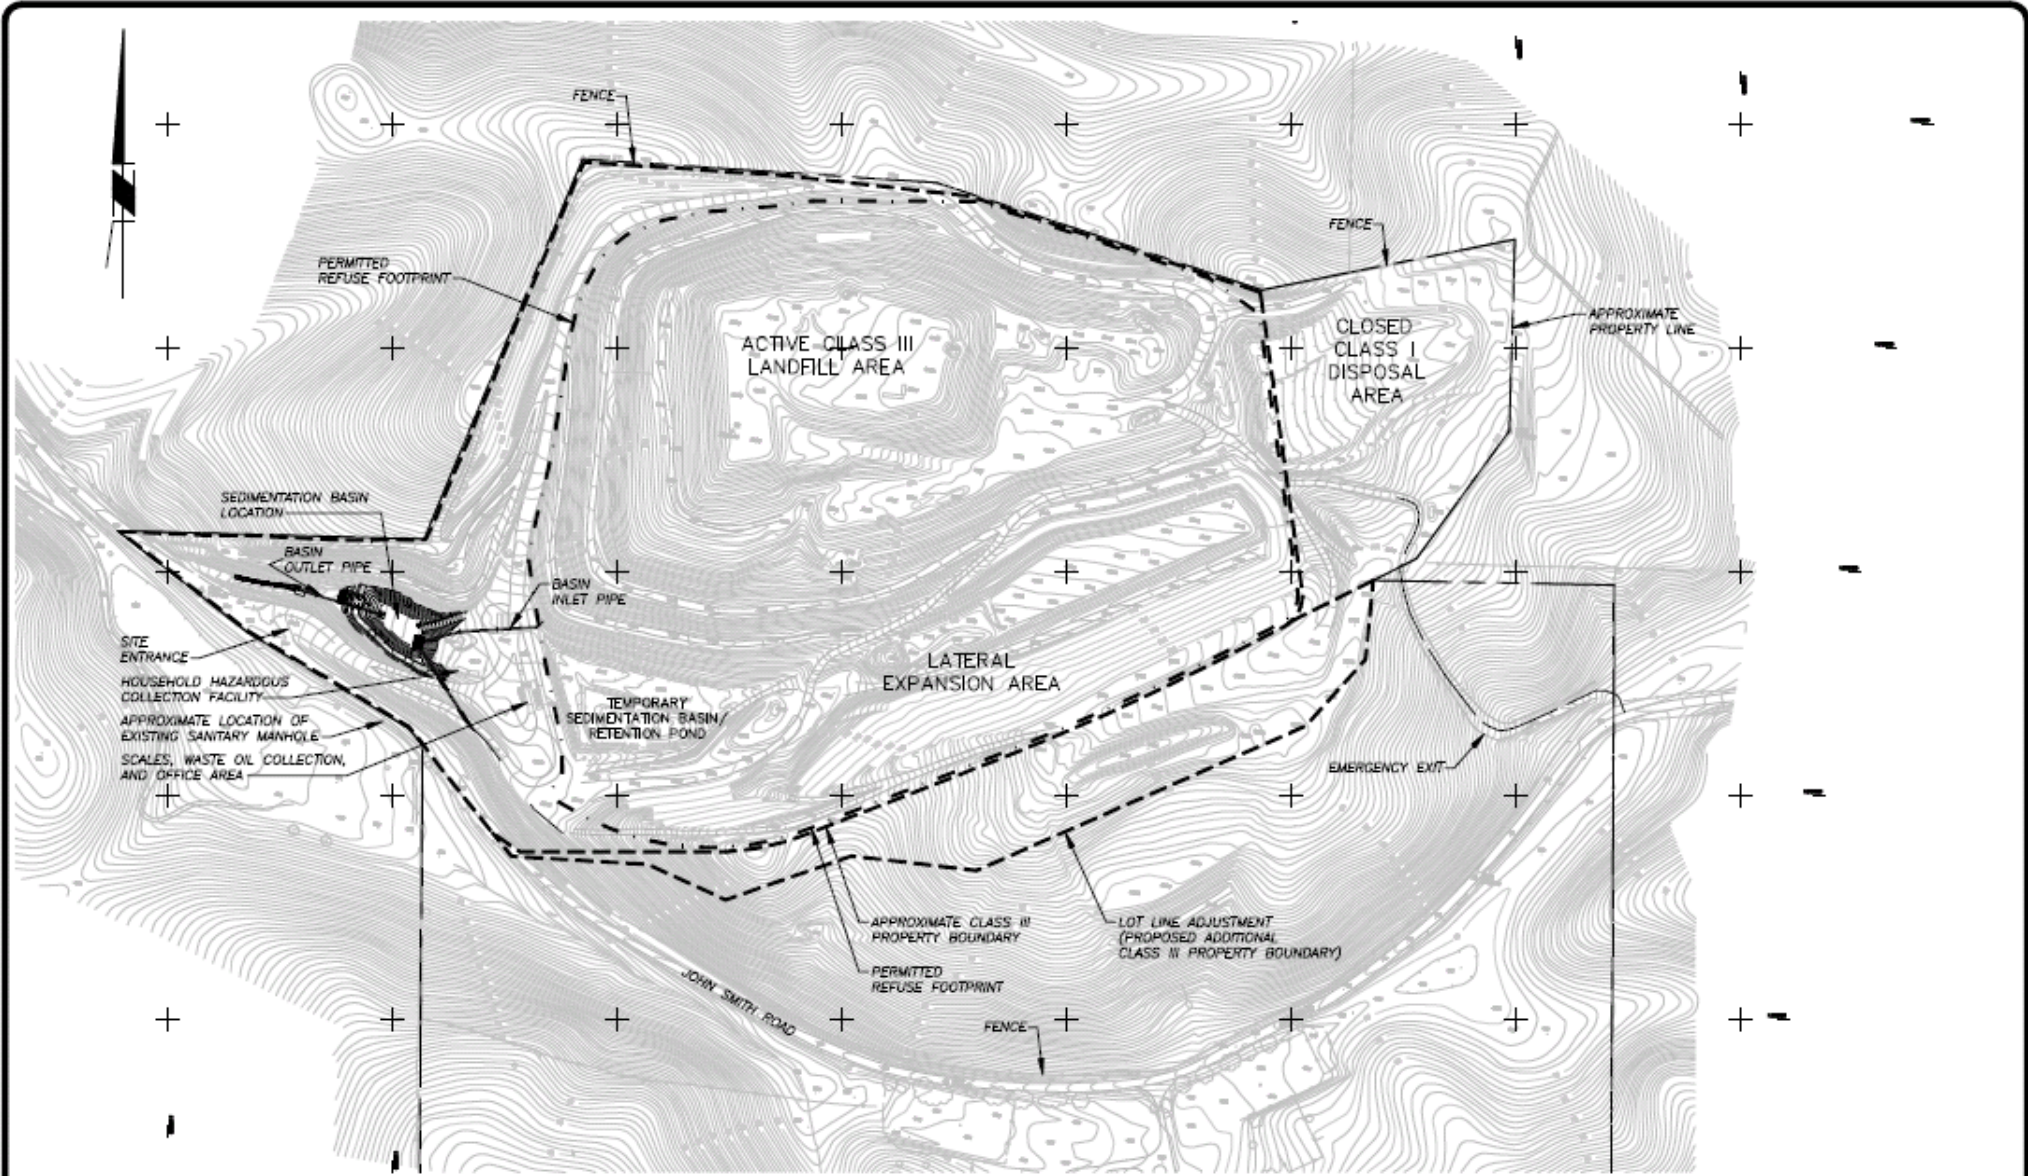 FENCE
FENCE
PERMITTED
REFUSE FOOTPRINT
APPROXIMATE
PROPERTY LINE
ACTIVE CLASS III
LANDFILL AREA
CLOSED
CLASS I
DISPOSAL
AREA
SEDIMENTATION BASIN
LOCATION
BASIN
OUTLET PIPE
BASIN
INLET PIPE
SITE
ENTRANCE
HOUSEHOLD HAZARDOUS
COLLECTION FACILITY
APPROXIMATE LOCATION OF
EXISTING SANITARY MANHOLE
SCALES, WASTE OIL COLLECTION,
AND OFFICE AREA
LATERAL
EXPANSION AREA
TEMPORARY
SEDIMENTATION BASIN/
RETENTION POND
EMERGENCY EXIT
APPROXIMATE CLASS III
PROPERTY BOUNDARY
PERMITTED
REFUSE FOOTPRINT
LOT LINE ADJUSTMENT
(PROPOSED ADDITIONAL
CLASS III PROPERTY BOUNDARY)
JOHN SMITH ROAD
FENCE